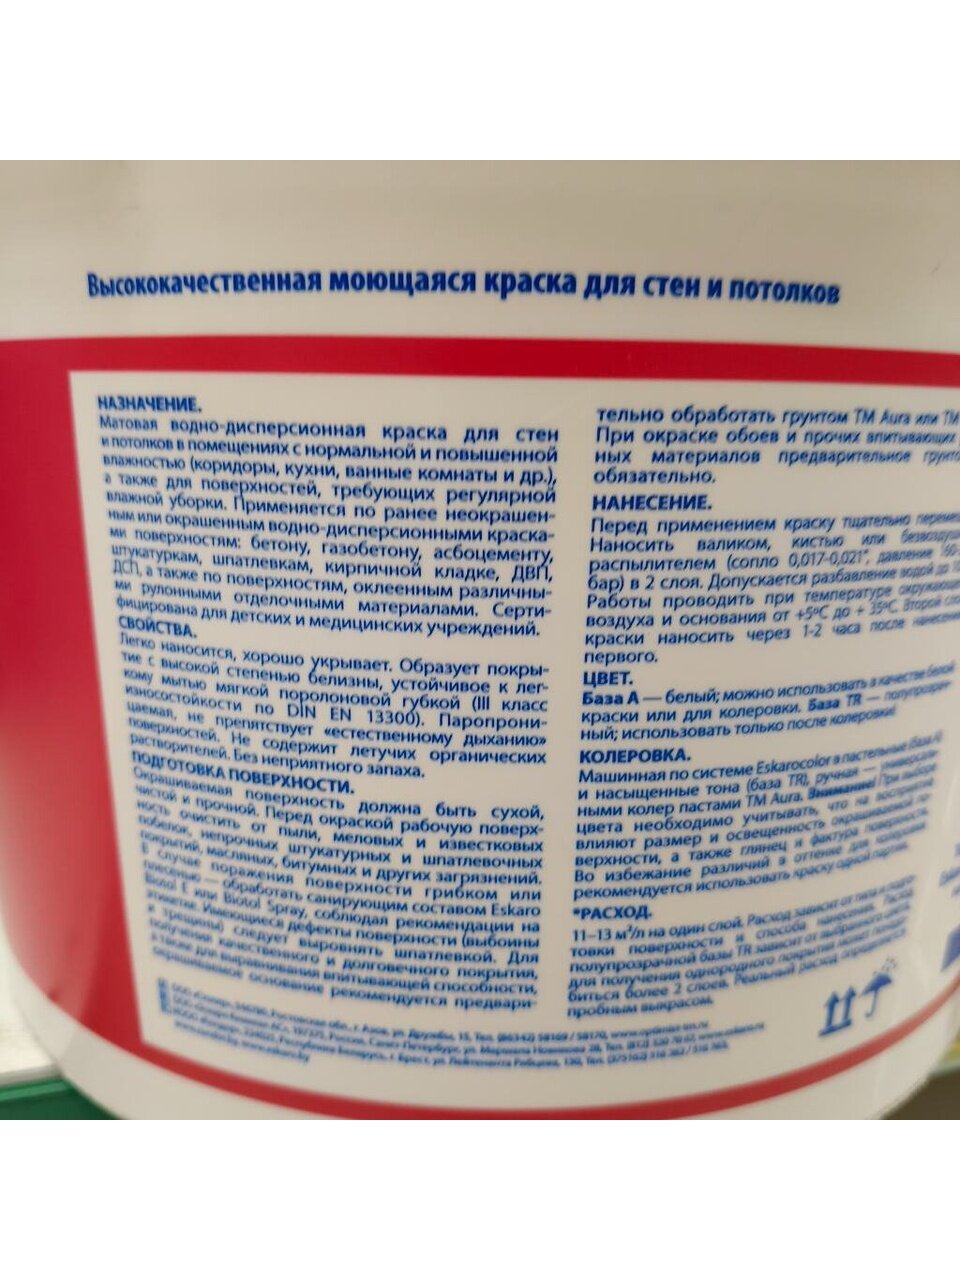 Высококачественная моющаяся краска для стен и потолков
НАЗНАЧЕНИЕ.
Матовая водно-дисперсионная краска для стен
и потолков в помещениях с нормальной и повышенной
влажностью (коридоры, кухни, ванные комнаты и др.),
а также для поверхностей, требующих регулярной
влажной уборки. Применяется по ранее неокрашен-
ным или окрашенным водно-дисперсионными краска-
ми поверхностям: бетону, газобетону, асбоцементу,
штукатуркам, шпатлевкам, кирпичной кладке, ДВП,
ДСП, а также по поверхностям, оклеенным различны-
ми рулонными отделочными материалами. Серти-
фицирована для детских и медицинских учреждений.
СВОЙСТВА.
Легко наносится, хорошо укрывает. Образует покры-
тие с высокой степенью белизны, устойчивое к лег-
кому мытью мягкой поролоновой губкой (III класс
износостойкости по DIN EN 13300). Паропрони-
цаемая, не препятствует «естественному дыханию»
поверхностей. Не содержит летучих органических
растворителей. Без неприятного запаха.
ПОДГОТОВКА ПОВЕРХНОСТИ.
Окрашиваемая поверхность должна быть сухой,
чистой и прочной. Перед окраской рабочую поверх-
ность очистить от пыли, меловых и известковых
побелок, непрочных штукатурных и шпатлевочных
покрытий, масляных, битумных и других загрязнений.
В случае поражения поверхности грибком или
плесенью — обработать санирующим составом Eskaro
Biotol E или Biotol Spray, соблюдая рекомендации на
этикетке. Имеющиеся дефекты поверхности (выбоины
и трещины) следует выровнять шпатлевкой. Для
получения качественного и долговечного покрытия,
а также для выравнивания впитывающей способности,
окрашиваемое основание рекомендуется предвари-
тельно обработать грунтом ТМ Aura или ТМ
При окраске обоев и прочих впитывающих
ных материалов предварительное
обязательно.
НАНЕСЕНИЕ.
Перед применением краску тщательно
Наносить валиком, кистью или
распылителем (сопло 0,017-0,021", давление
бар) в 2 слоя. Допускается разбавление водой до
Работы проводить при температуре
воздуха и основания от +5ºС до + 35ºС. Второй
краски наносить через 1-2 часа после
первого.
ЦВЕТ.
База А — белый; можно использовать в качестве белой
краски или для колеровки. База TR —
ный; использовать только после колеровки!
КОЛЕРОВКА.
Машинная по системе Eskarocolor в пастельные (база А)
и насыщенные тона (база TR), ручная —
ными колер пастами ТМ Aura. Внимание! При выборе
цвета необходимо учитывать, что на восприятие
влияют размер и освещенность окрашиваемой
верхности, а также глянец и фактура поверхности.
Во избежание различий в оттенке для колеровки
рекомендуется использовать краску одной партии.
*РАСХОД.
11–13 м²/л на один слой. Расход зависит от типа и
товки поверхности и способа нанесения. Расход
полупрозрачной базы TR зависит от выбранного цвета,
для получения однородного покрытия может
биться более 2 слоев. Реальный расход определяется
пробным выкрасом.